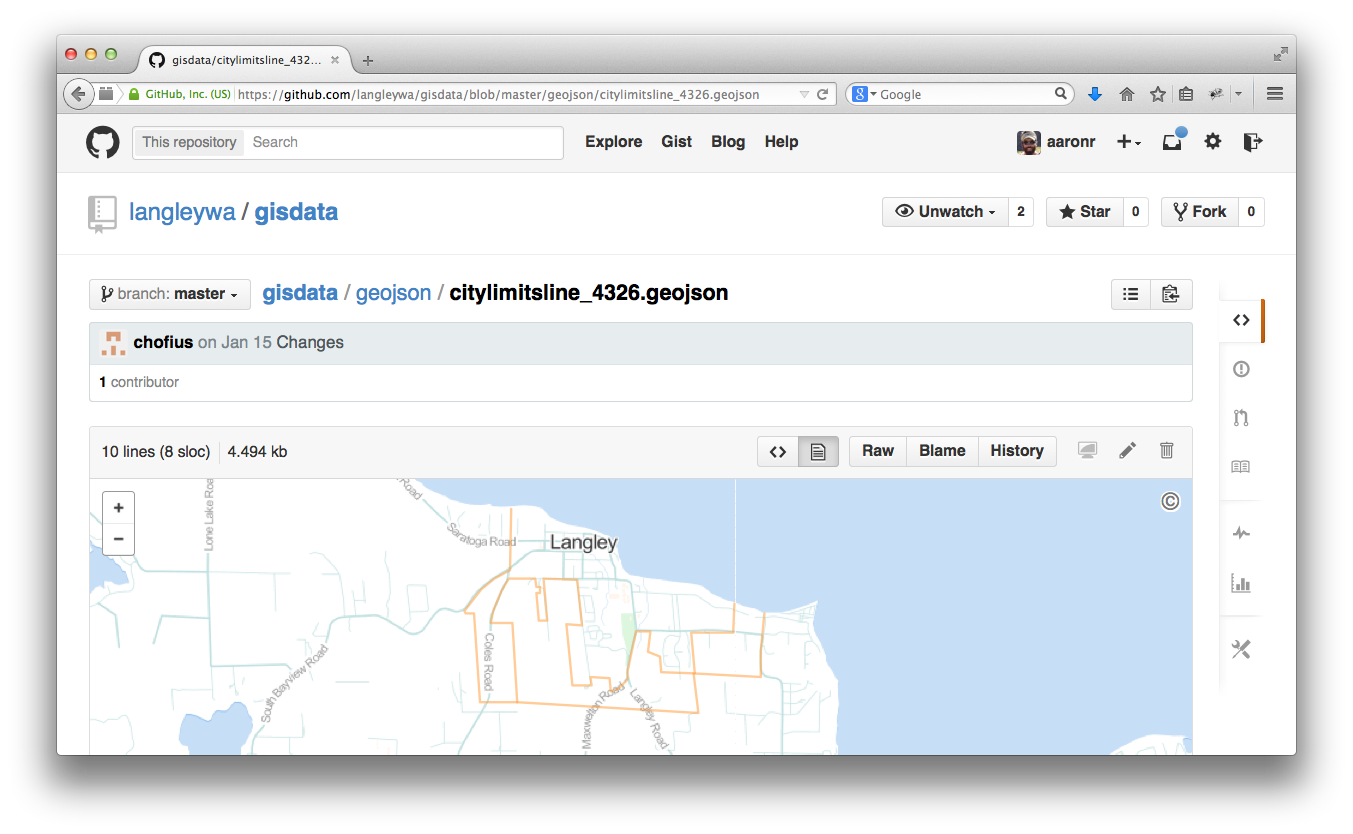 gisdata/citylimitsline_432...
GitHub, Inc. (US) https://github.com/langleywa/gisdata/blob/master/geojson/citylimitsline_4326.geojson
8 Google
This repository Search Explore Gist Blog Help aaronr
langleywa / gisdata
Unwatch 2 Star 0 Fork 0
branch: master gisdata / geojson / citylimitsline_4326.geojson
chofius on Jan 15 Changes
1 contributor
10 lines (8 sloc) 4.494 kb Raw Blame History
+
−
©
Road
Lone Lake Roa
Saratoga Road
Langley
Coles Road
South Bayview Road
Maxwelton Road
Langley Road